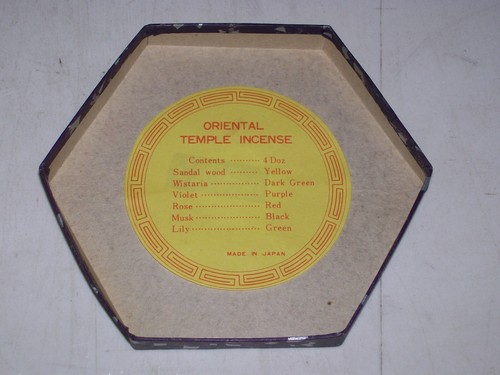 ORIENTAL
TEMPLE INCENSE
Contents ·········· 4 Doz
Sandal wood ········· Yellow
Wistaria ················ Dark Green
Violet ···················· Purple
Rose ····················· Red
Musk ····················· Black
Lily ······················· Green
MADE IN JAPAN